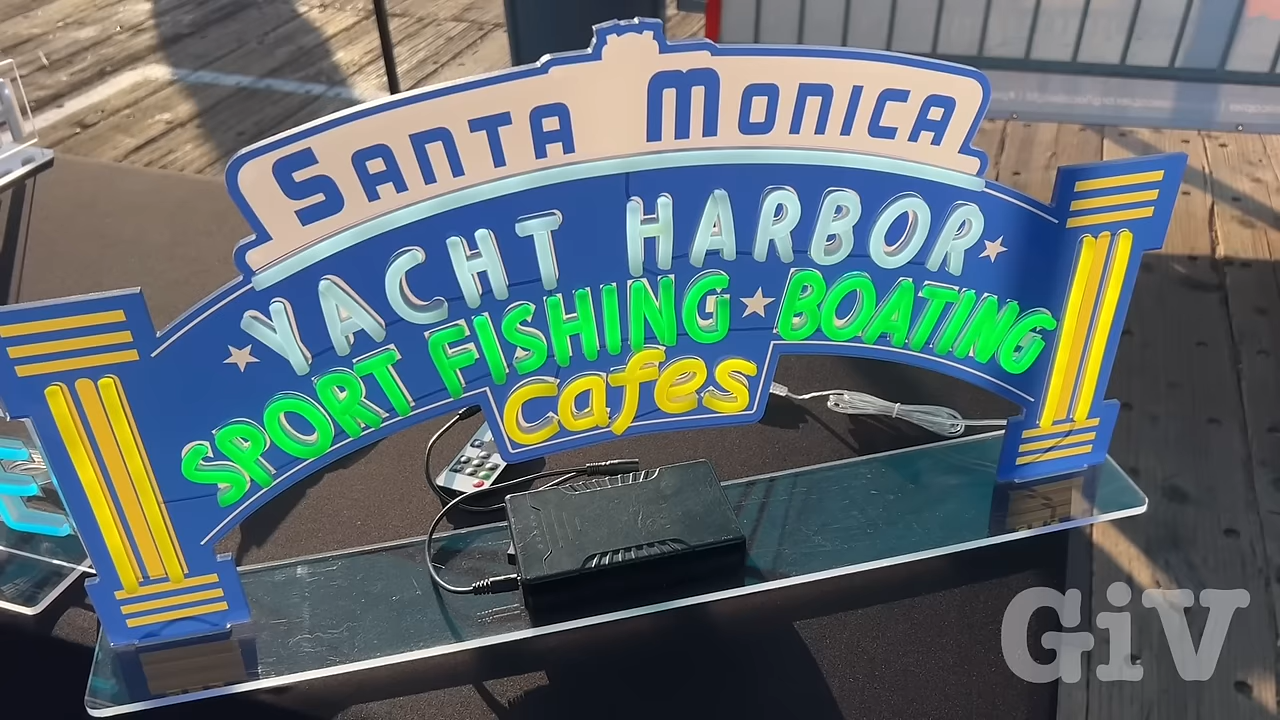 SANTA MONICA
YACHT HARBOR
SPORT FISHING ★ BOATING
cafes
GiV